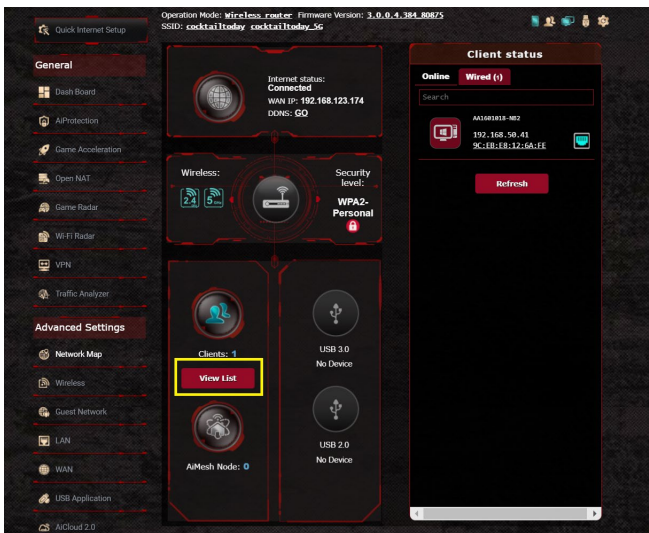 Operation Mode: Wireless router Firmware Version: 3.0.0.4.384_80875
SSID: cocktailtoday cocktailtoday_5G
Quick Internet Setup
General
Dash Board
AiProtection
Game Acceleration
Open NAT
Game Radar
Wi-Fi Radar
VPN
Traffic Analyzer
Advanced Settings
Network Map
Wireless
Guest Network
LAN
WAN
USB Application
AiCloud 2.0
Internet status:
Connected
WAN IP: 192.168.123.174
DDNS: GO
Wireless:
2.4
5
Security
level:
WPA2-
Personal
Clients: 1
View List
AiMesh Node: 0
USB 3.0
No Device
USB 2.0
No Device
Client status
Online
Wired (1)
Search
AA1601018-NB2
192.168.50.41
9C:EB:E8:12:6A:FE
Refresh